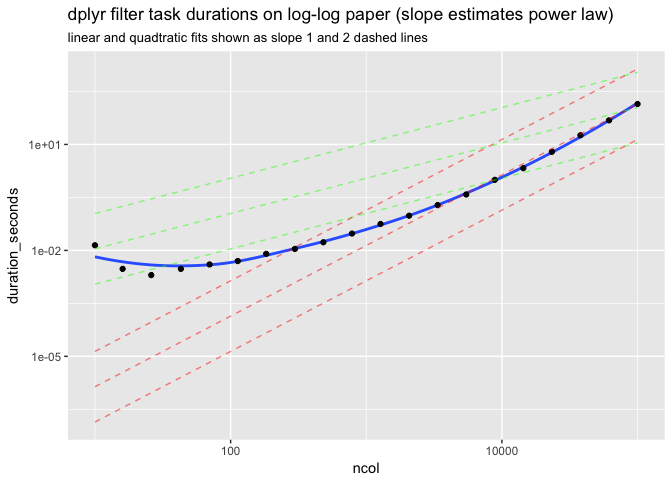 dplyr filter task durations on log-log paper (slope estimates power law)
linear and quadtratic fits shown as slope 1 and 2 dashed lines
duration_seconds
1e+01
1e-02
1e-05
100
10000
ncol